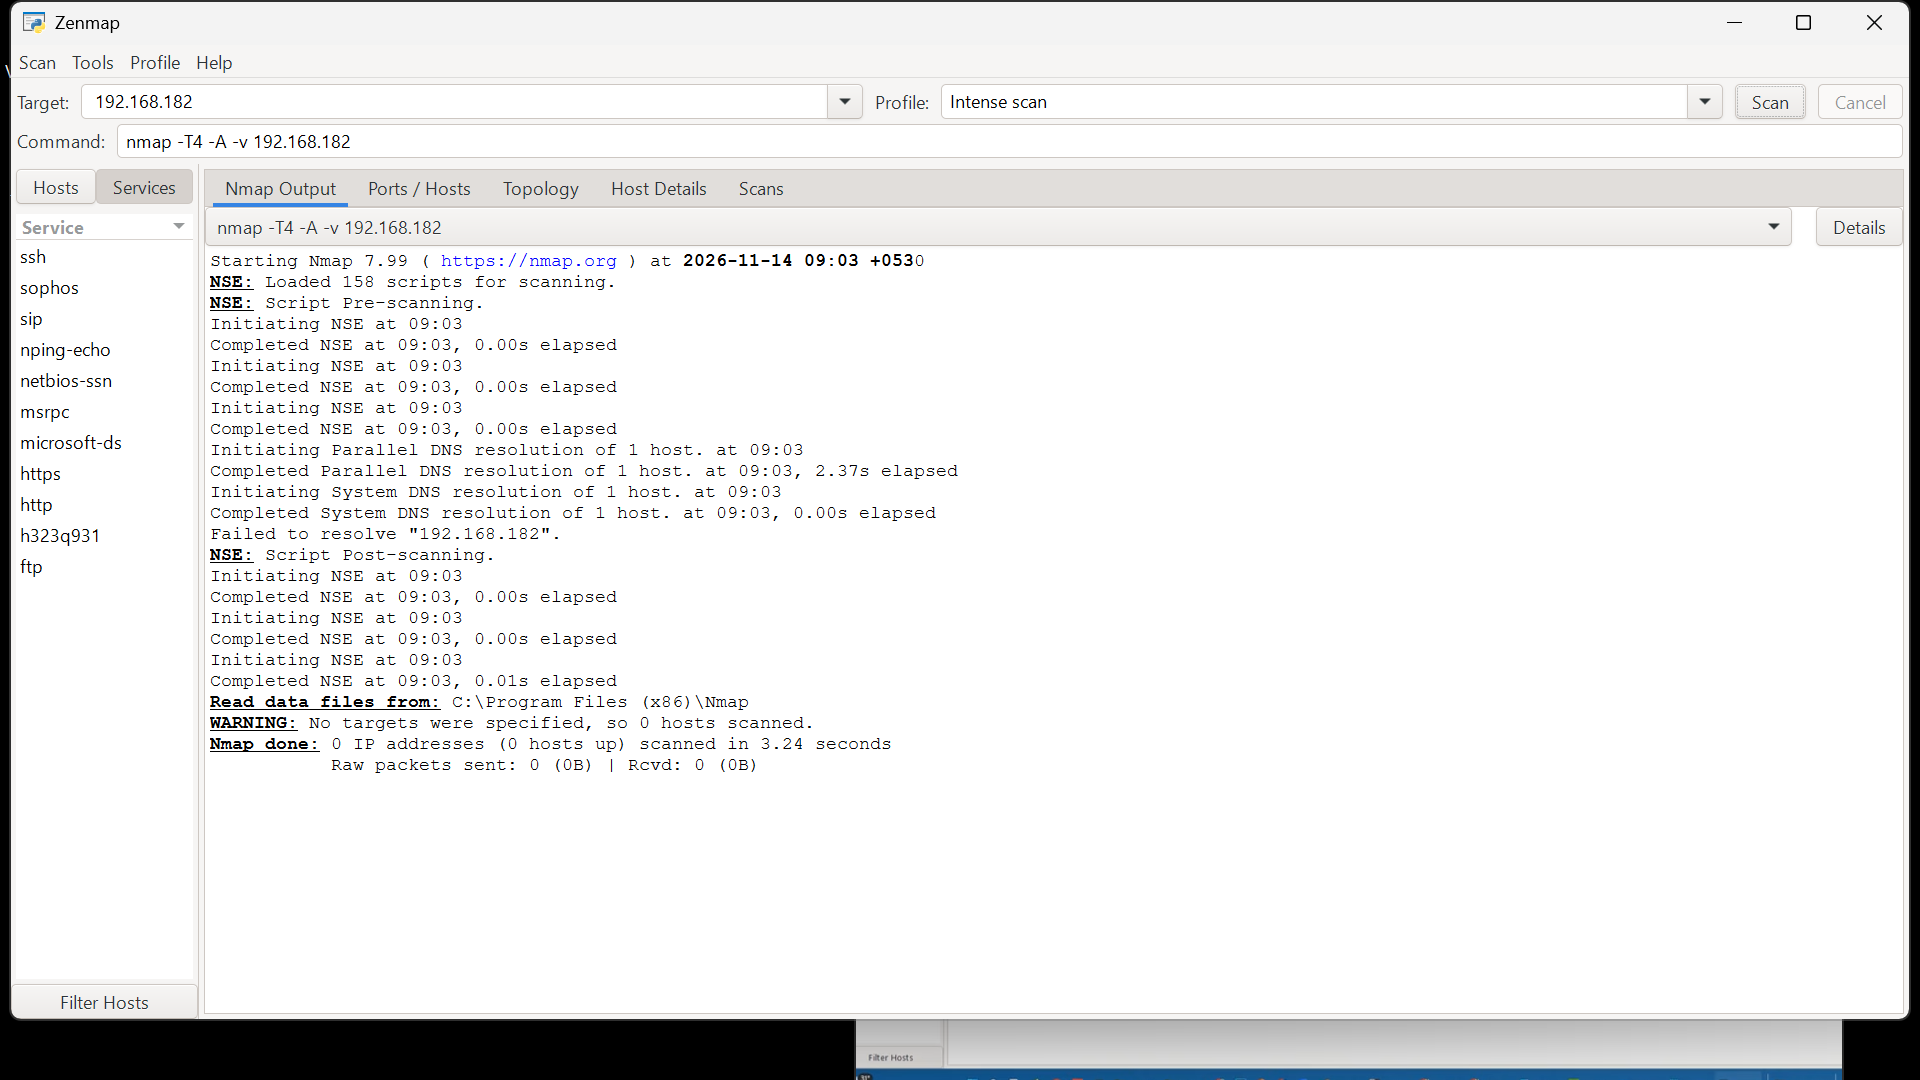 Zenmap
Scan Tools Profile Help
Target: 192.168.182 Profile: Intense scan Scan Cancel
Command: nmap -T4 -A -v 192.168.182
Hosts Services
Nmap Output Ports / Hosts Topology Host Details Scans
Service
nmap -T4 -A -v 192.168.182 Details
ssh
sophos
sip
nping-echo
netbios-ssn
msrpc
microsoft-ds
https
http
h323q931
ftp
Starting Nmap 7.99 ( https://nmap.org ) at 2026-11-14 09:03 +0530
NSE: Loaded 158 scripts for scanning.
NSE: Script Pre-scanning.
Initiating NSE at 09:03
Completed NSE at 09:03, 0.00s elapsed
Initiating NSE at 09:03
Completed NSE at 09:03, 0.00s elapsed
Initiating NSE at 09:03
Completed NSE at 09:03, 0.00s elapsed
Initiating Parallel DNS resolution of 1 host. at 09:03
Completed Parallel DNS resolution of 1 host. at 09:03, 2.37s elapsed
Initiating System DNS resolution of 1 host. at 09:03
Completed System DNS resolution of 1 host. at 09:03, 0.00s elapsed
Failed to resolve "192.168.182".
NSE: Script Post-scanning.
Initiating NSE at 09:03
Completed NSE at 09:03, 0.00s elapsed
Initiating NSE at 09:03
Completed NSE at 09:03, 0.00s elapsed
Initiating NSE at 09:03
Completed NSE at 09:03, 0.01s elapsed
Read data files from: C:\Program Files (x86)\Nmap
WARNING: No targets were specified, so 0 hosts scanned.
Nmap done: 0 IP addresses (0 hosts up) scanned in 3.24 seconds
Raw packets sent: 0 (0B) | Rcvd: 0 (0B)
Filter Hosts
Filter Hosts